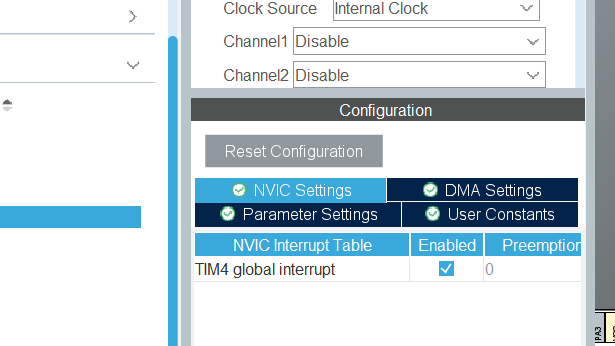 Clock Source Internal Clock
Channel1 Disable
Channel2 Disable
Configuration
Reset Configuration
NVIC Settings DMA Settings
Parameter Settings User Constants
NVIC Interrupt Table Enabled Preemption
TIM4 global interrupt 0
PA3